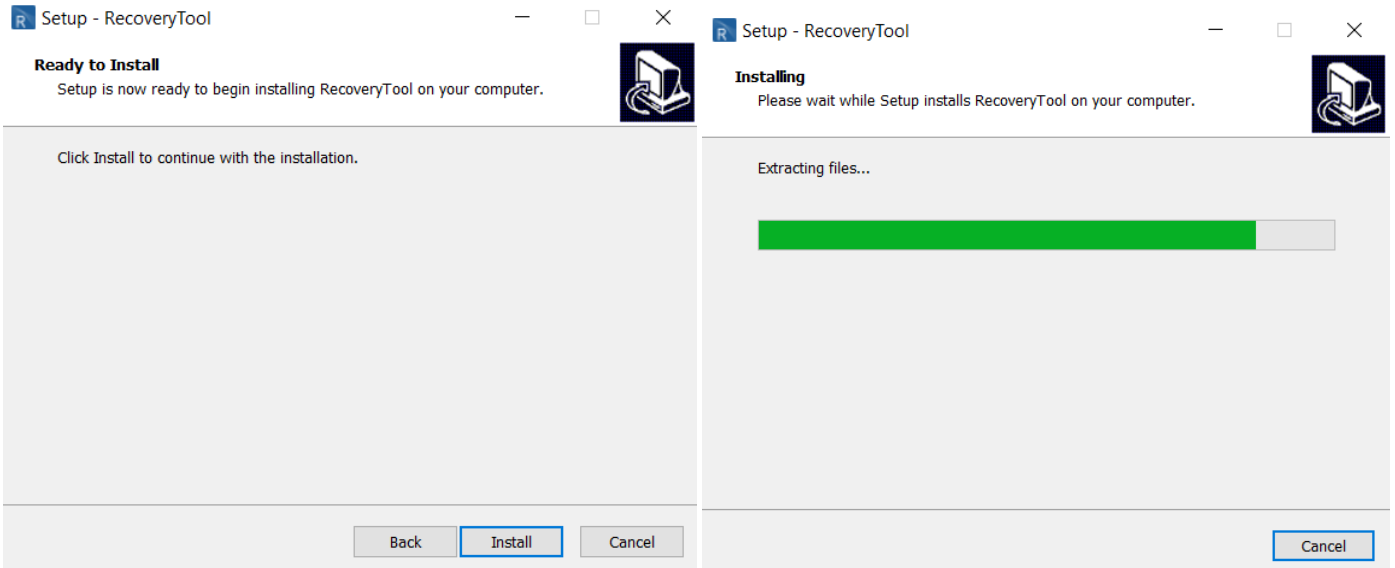 Setup - RecoveryTool
Ready to Install
Setup is now ready to begin installing RecoveryTool on your computer.
Click Install to continue with the installation.
Back
Install
Cancel
Setup - RecoveryTool
Installing
Please wait while Setup installs RecoveryTool on your computer.
Extracting files...
Cancel